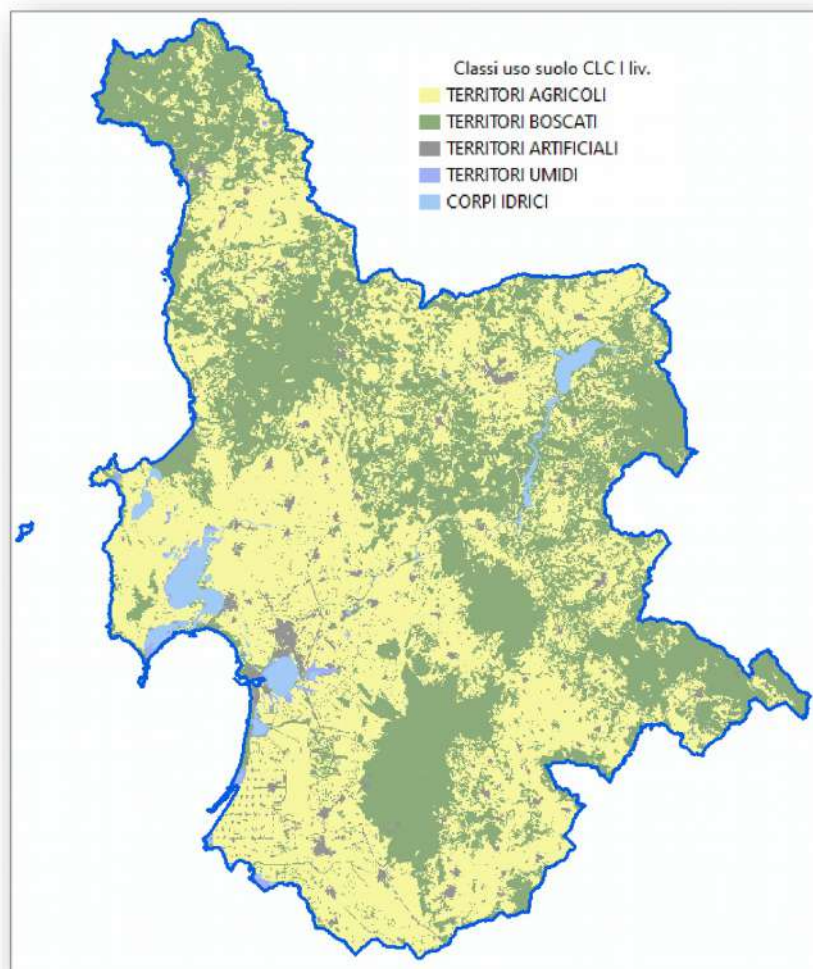 Classi uso suolo CLC I liv.
TERRITORI AGRICOLI
TERRITORI BOSCATI
TERRITORI ARTIFICIALI
TERRITORI UMIDI
CORPI IDRICI